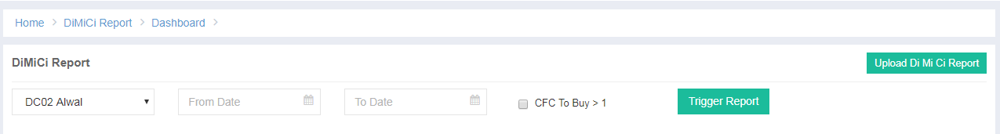 Home > DiMiCi Report > Dashboard >
DiMiCi Report
Upload Di Mi Ci Report
DC02 Alwal
From Date
To Date
CFC To Buy > 1
Trigger Report